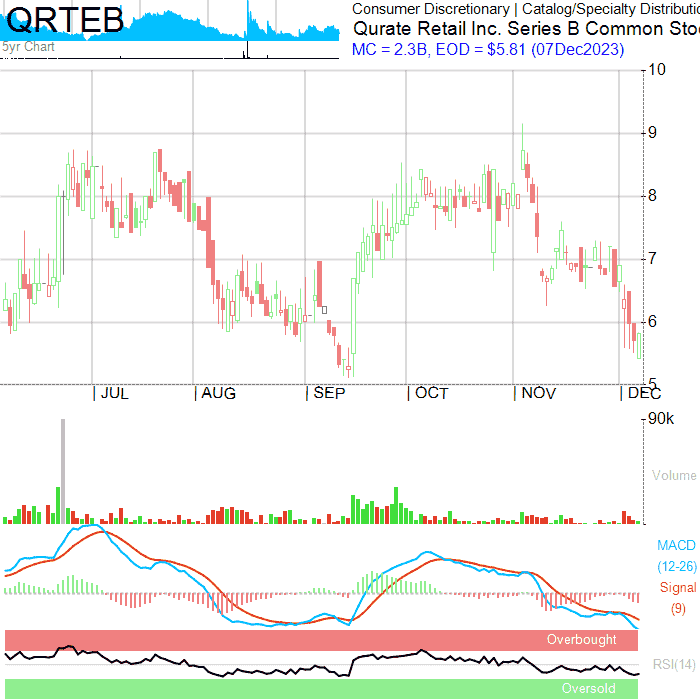 QRTEB
Consumer Discretionary | Catalog/Specialty Distributio
Qurate Retail Inc. Series B Common Sto
MC = 2.3B, EOD = $5.81 (07Dec2023)
5yr Chart
10
9
8
7
6
5
JUL AUG SEP OCT NOV DEC
90k
Volume
MACD
(12-26)
Signal
(9)
Overbought
RSI(14)
Oversold